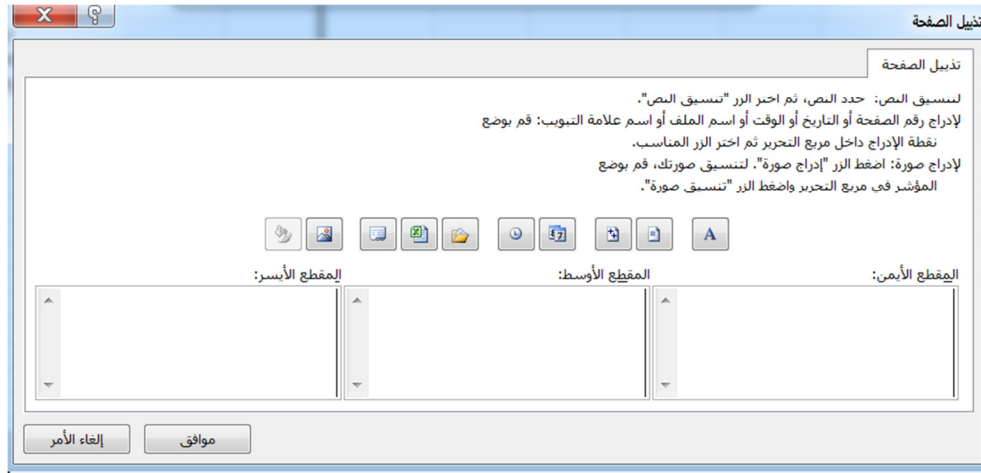 تذييل الصفحة
تذييل الصفحة
لتنسيق النص: حدد النص، ثم اختر الزر "تنسيق النص".
لإدراج رقم الصفحة أو التاريخ أو الوقت أو اسم الملف أو اسم علامة التبويب: قم بوضع
نقطة الإدراج داخل مربع التحرير ثم اختر الزر المناسب.
لإدراج صورة: اضغط الزر "إدراج صورة". لتنسيق صورتك، قم بوضع
المؤشر في مربع التحرير واضغط الزر "تنسيق صورة".
A
المقطع الأيمن:
المقطع الأوسط:
المقطع الأيسر:
موافق
إلغاء الأمر